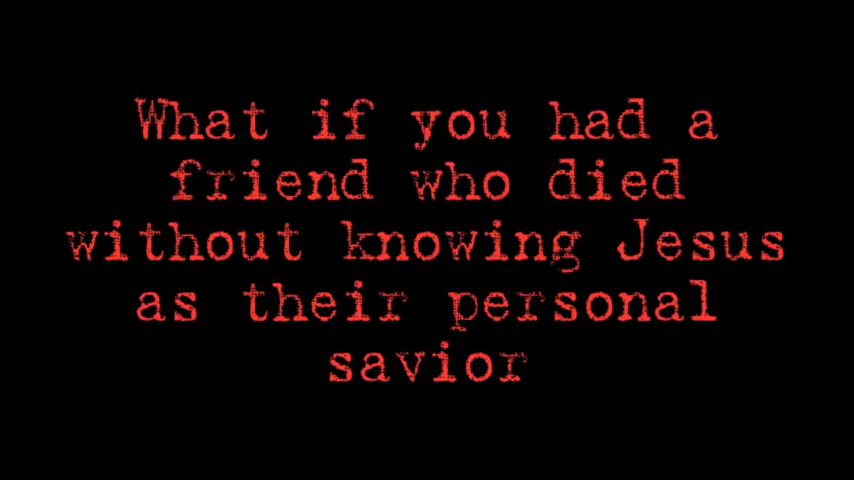 What if you had a
friend who died
without knowing Jesus
as their personal
savior